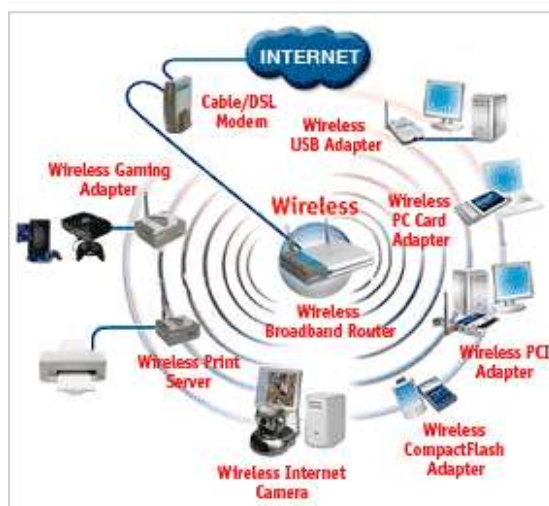 INTERNET
Cable/DSL
Modem
Wireless
USB Adapter
Wireless Gaming
Adapter
Wireless
Wireless
PC Card
Adapter
Wireless
Broadband Router
Wireless Print
Server
Wireless PCI
Adapter
Wireless
CompactFlash
Adapter
Wireless Internet
Camera